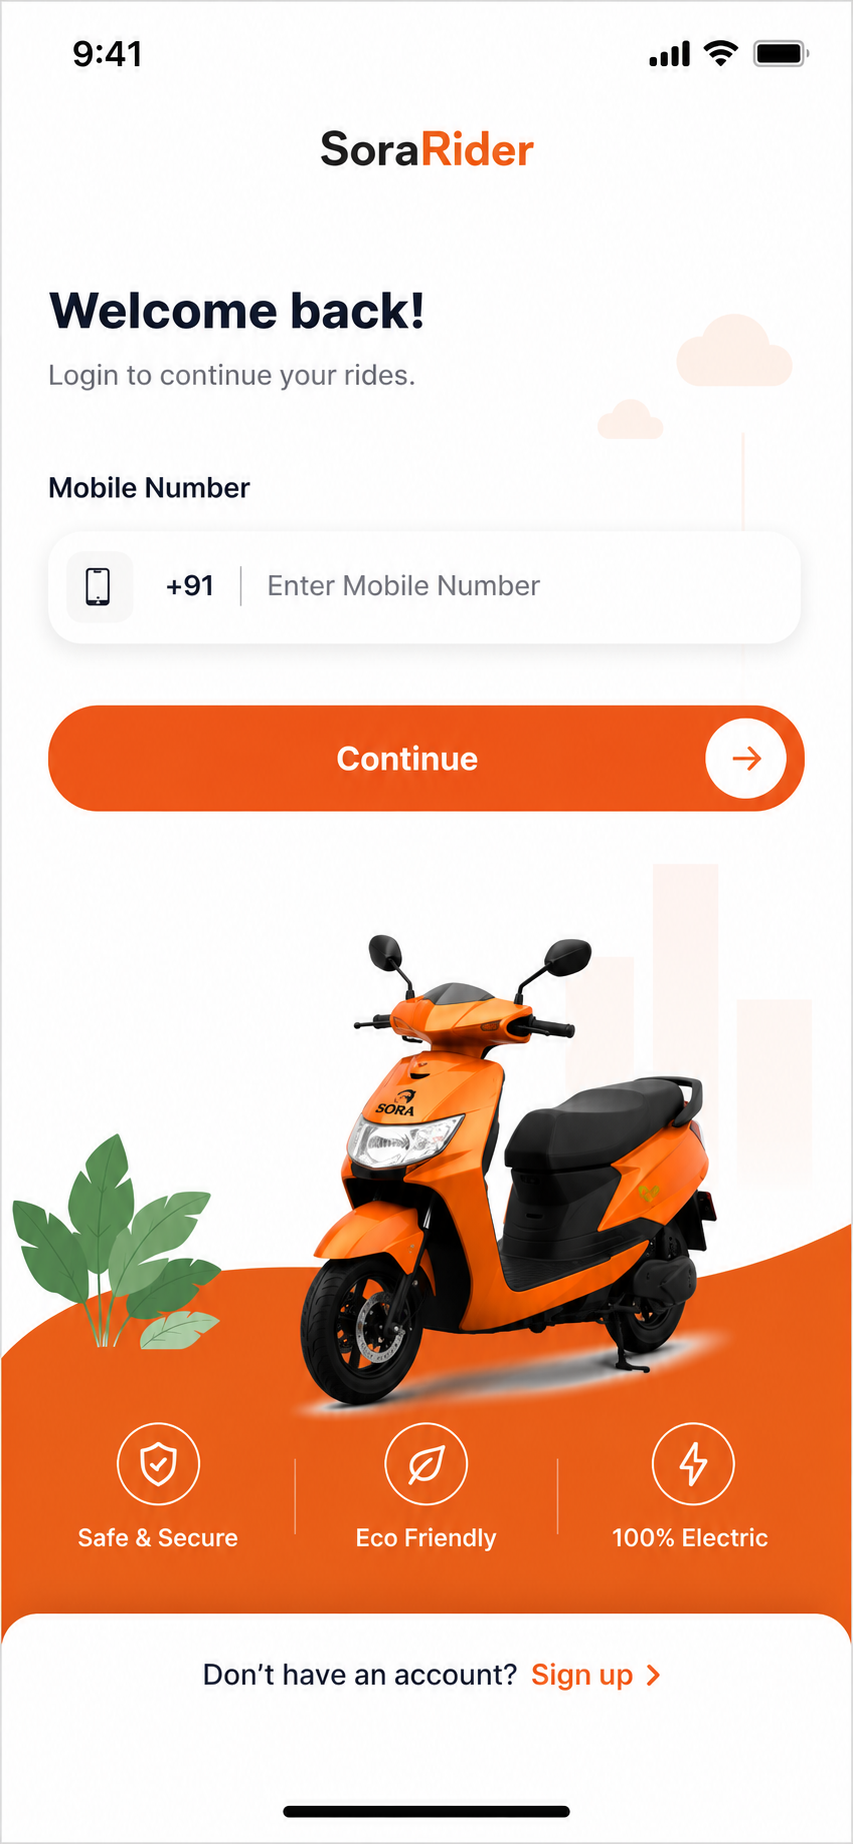 9:41
SoraRider
Welcome back!
Login to continue your rides.
Mobile Number
+91 Enter Mobile Number
Continue
SORA
Safe & Secure Eco Friendly 100% Electric
Don't have an account? Sign up